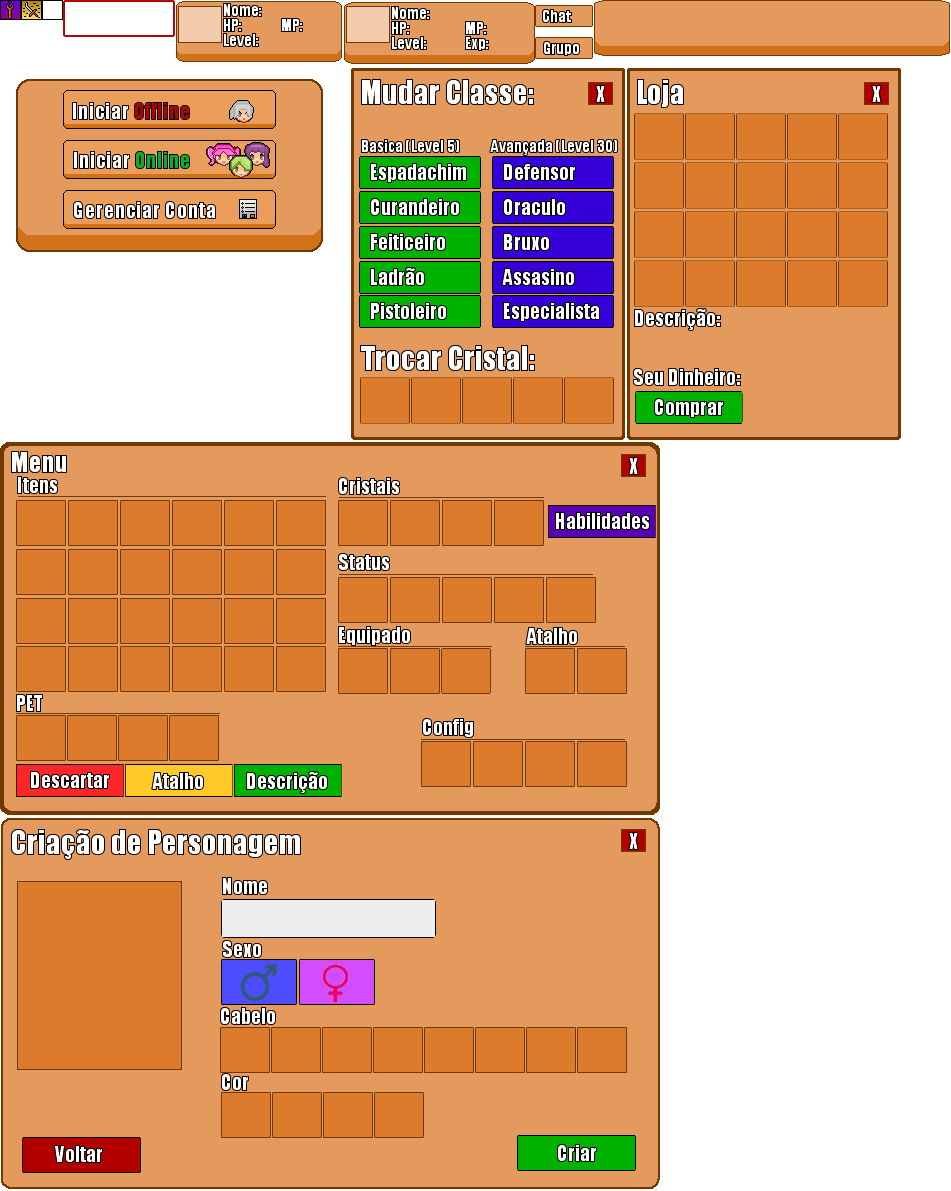 Nome:
HP: MP:
Level:
Nome:
HP: MP:
Level: Exp:
Chat
Grupo
Iniciar Offline
Iniciar Online
Gerenciar Conta
Mudar Classe:
X
Basica (Level 5) Avançada (Level 30)
Espadachim Defensor
Curandeiro Oraculo
Feiticeiro Bruxo
Ladrão Assasino
Pistoleiro Especialista
Trocar Cristal:
Loja
X
Descrição:
Seu Dinheiro:
Comprar
Menu
X
Itens
Cristais
Habilidades
Status
Equipado
Atalho
PET
Config
Descartar Atalho Descrição
Criação de Personagem
X
Nome
Sexo
Cabelo
Cor
Voltar
Criar